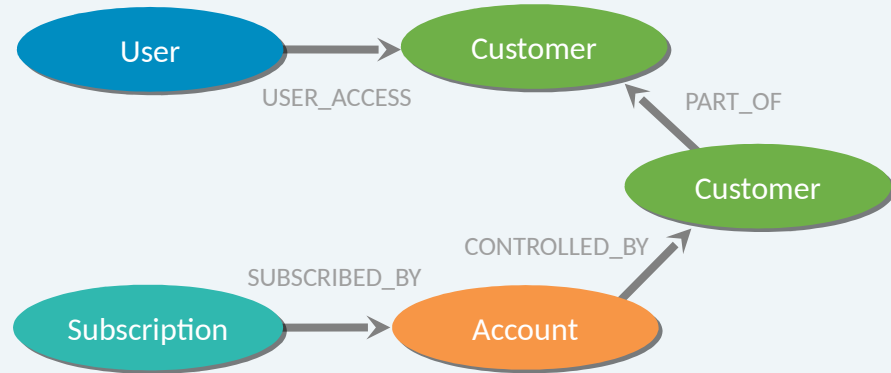 User
Customer
USER_ACCESS
PART_OF
Customer
CONTROLLED_BY
SUBSCRIBED_BY
Subscription
Account